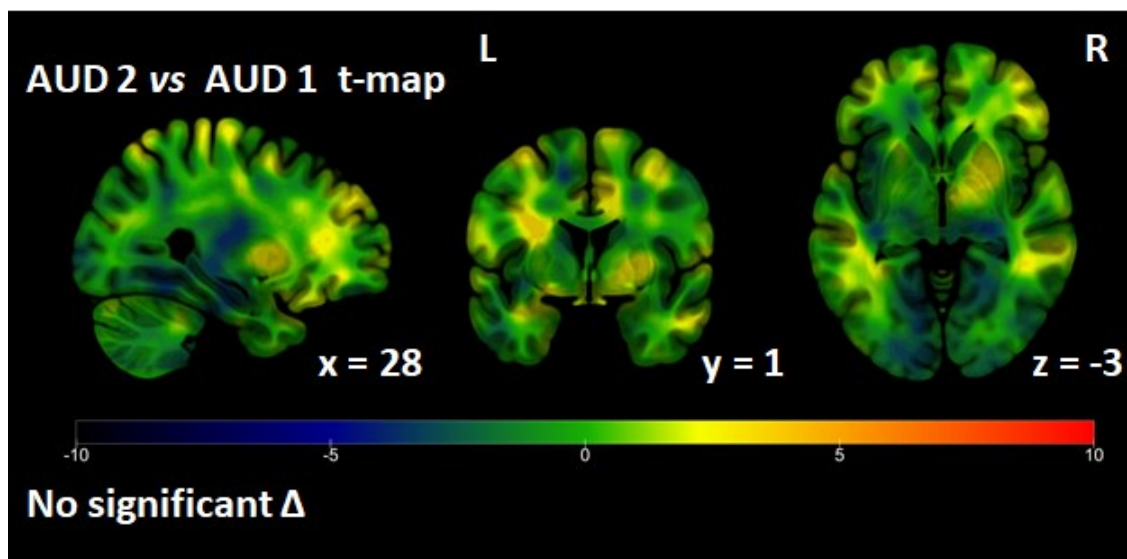 L
R
AUD 2 vs AUD 1 t-map
x = 28
y = 1
z = -3
-10
-5
0
5
10
No significant Δ